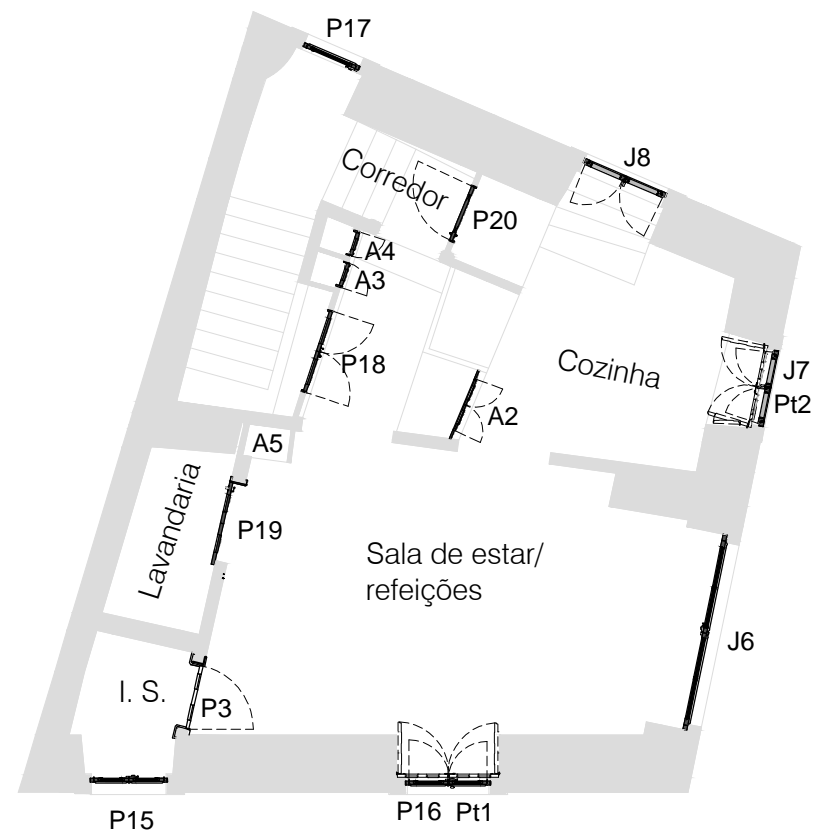 P17
J8
Corredor
P20
A4
A3
P18
Cozinha
J7
Pt2
A2
A5
Lavandaria
P19
Sala de estar/
refeições
J6
I. S.
P3
P15
P16 Pt1